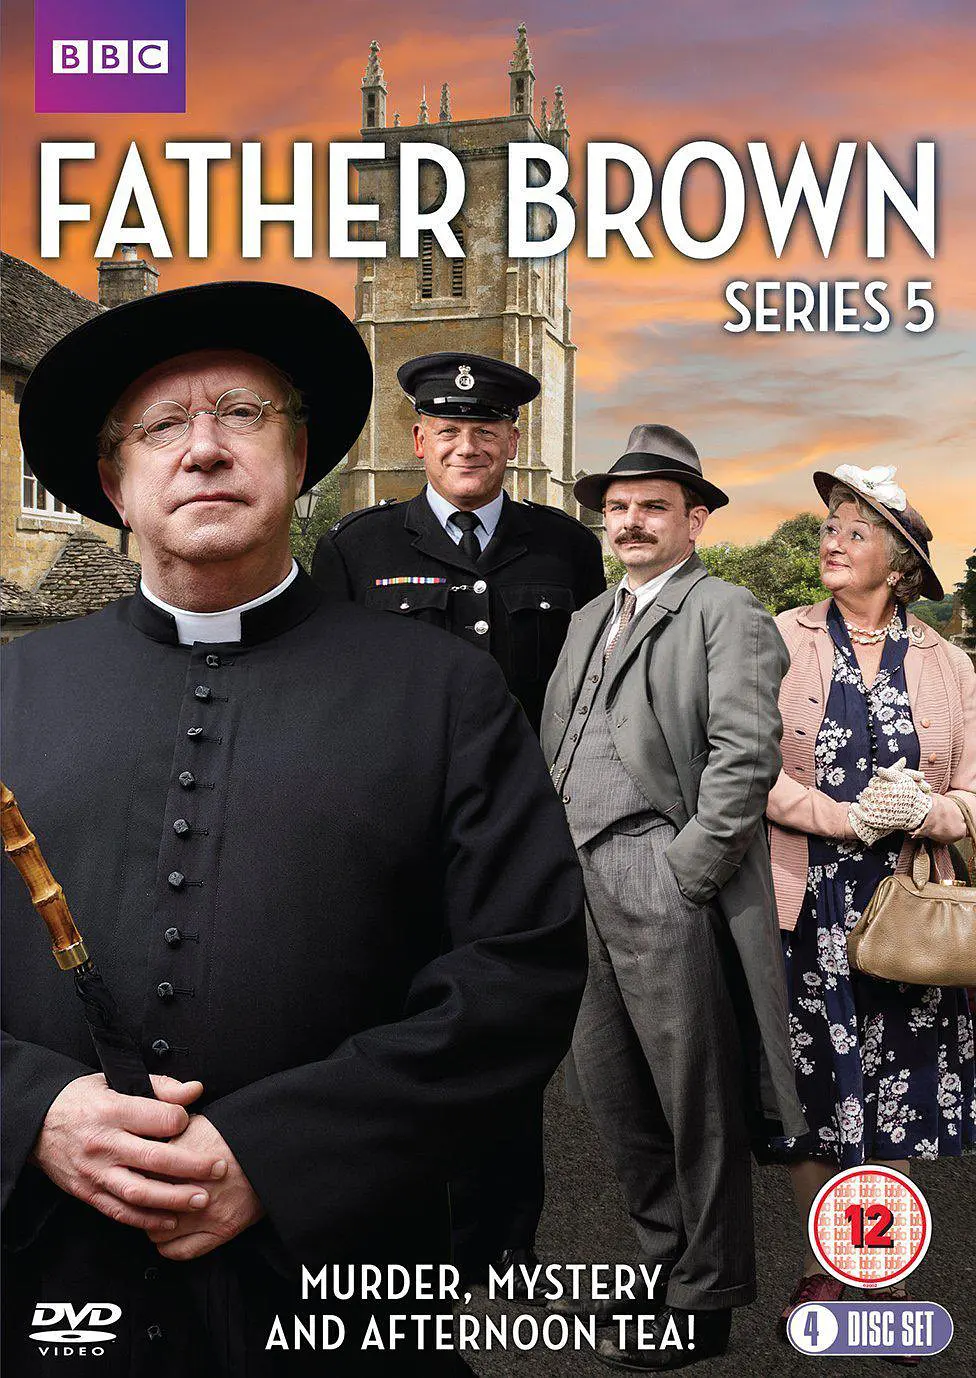 BBC
FATHER BROWN
SERIES 5
MURDER, MYSTERY
AND AFTERNOON TEA!
DVD
VIDEO
12
4 DISC SET